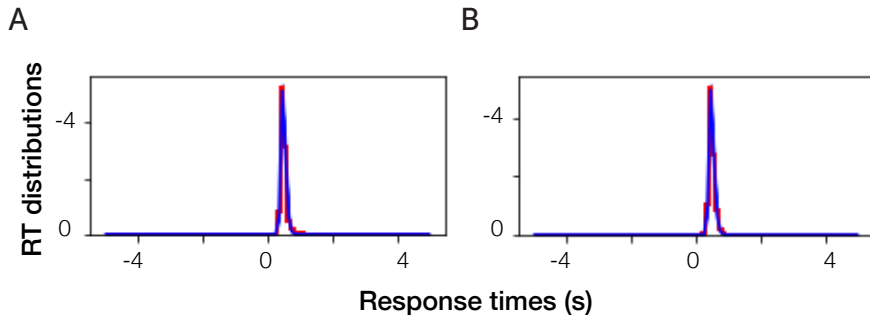 A B
RT distributions
-4 -4
0 0
-4 0 4 -4 0 4
Response times (s)